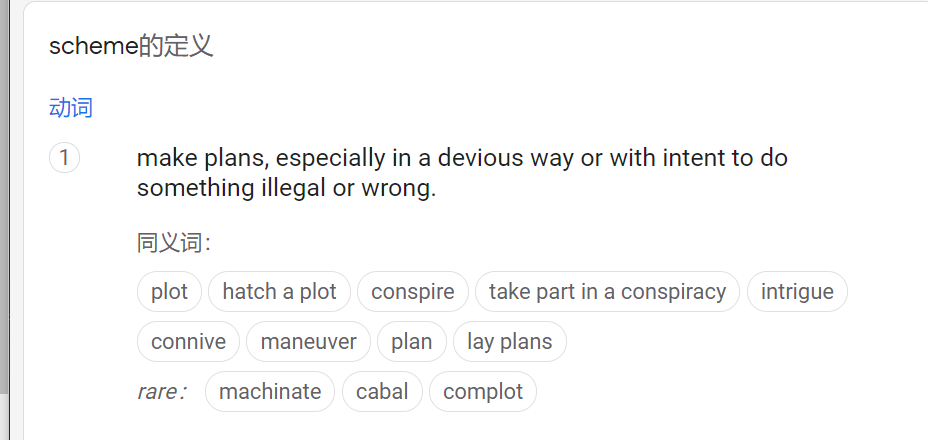 scheme的定义
动词
1
make plans, especially in a devious way or with intent to do
something illegal or wrong.
同义词：
plot hatch a plot conspire take part in a conspiracy intrigue
connive maneuver plan lay plans
rare： machinate cabal complot